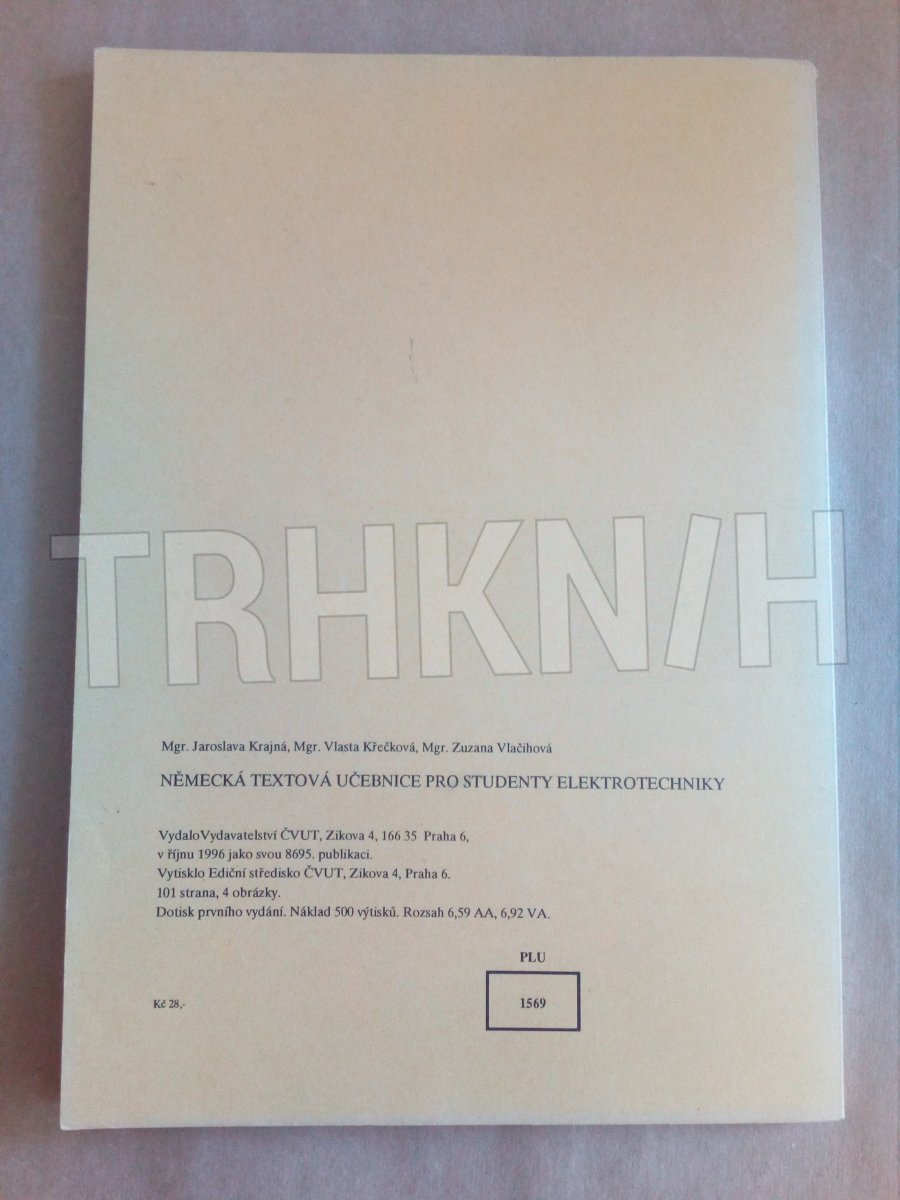 TRHKN/H
Mgr. Jaroslava Krajná, Mgr. Vlasta Křečková, Mgr. Zuzana Vlačihová
NĚMECKÁ TEXTOVÁ UČEBNICE PRO STUDENTY ELEKTROTECHNIKY
VydaloVydavatelství ČVUT, Zikova 4, 166 35 Praha 6,
v říjnu 1996 jako svou 8695. publikaci.
Vytisklo Ediční středisko ČVUT, Zikova 4, Praha 6.
101 strana, 4 obrázky.
Dotisk prvního vydání. Náklad 500 výtisků. Rozsah 6,59 AA, 6,92 VA.
PLU
Kč 28,-
1569